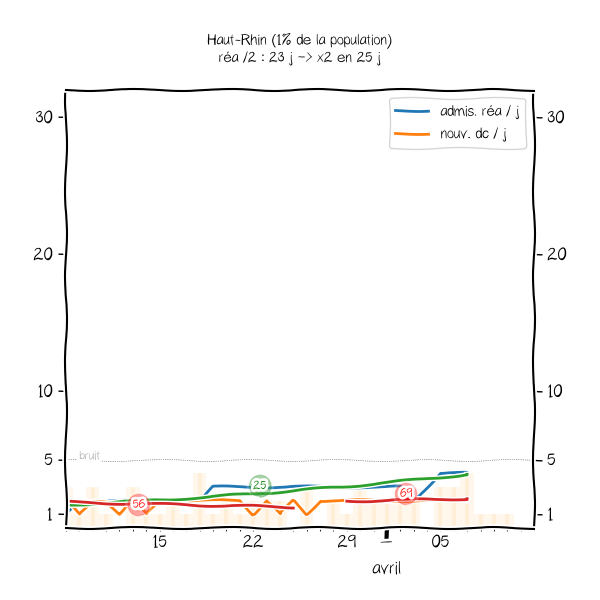 Haut-Rhin (1% de la population)
réa /2 : 23 j -> x2 en 25 j
admis. réa / j
nouv. dc / j
30 30
20 20
10 10
5 bruit 5
25
56 69
1 1
15 22 29 1 05
avril